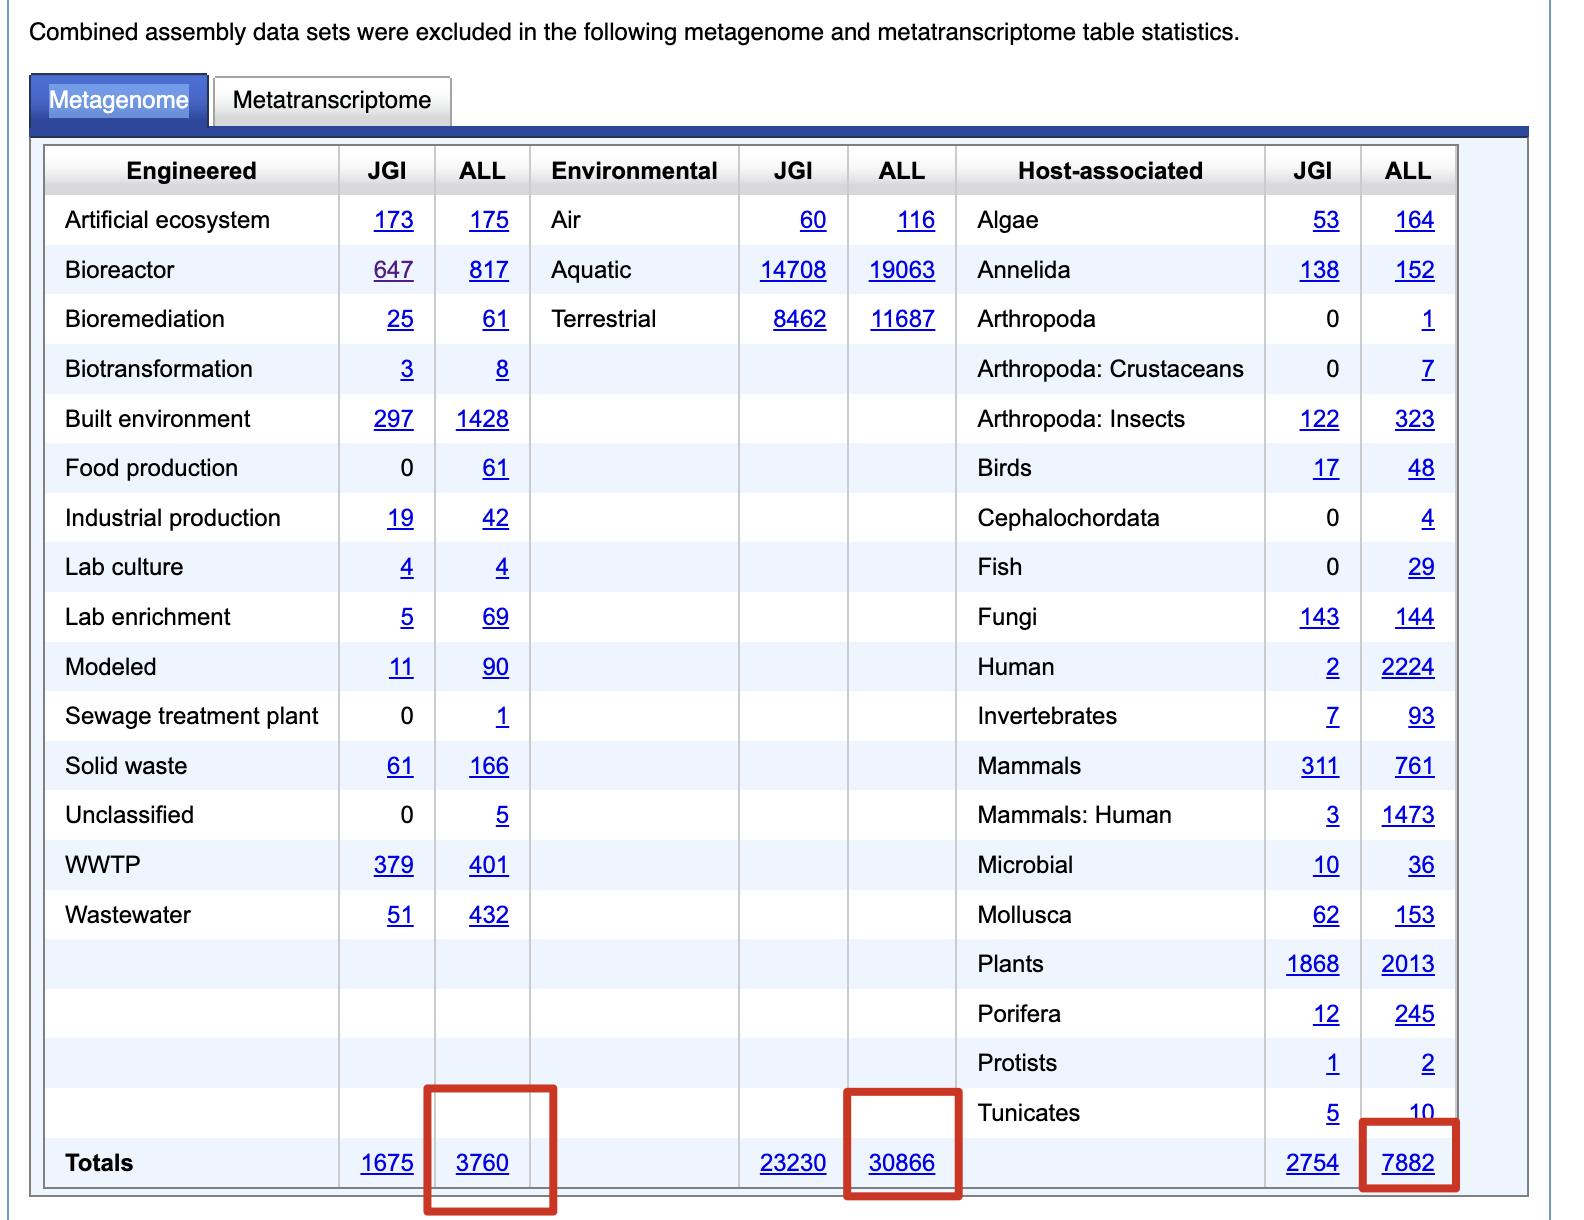 Combined assembly data sets were excluded in the following metagenome and metatranscriptome table statistics.
Metagenome Metatranscriptome
Engineered JGI ALL Environmental JGI ALL Host-associated JGI ALL
Artificial ecosystem 173 175 Air 60 116 Algae 53 164
Bioreactor 647 817 Aquatic 14708 19063 Annelida 138 152
Bioremediation 25 61 Terrestrial 8462 11687 Arthropoda 0 1
Biotransformation 3 8 Arthropoda: Crustaceans 0 7
Built environment 297 1428 Arthropoda: Insects 122 323
Food production 0 61 Birds 17 48
Industrial production 19 42 Cephalochordata 0 4
Lab culture 4 4 Fish 0 29
Lab enrichment 5 69 Fungi 143 144
Modeled 11 90 Human 2 2224
Sewage treatment plant 0 1 Invertebrates 7 93
Solid waste 61 166 Mammals 311 761
Unclassified 0 5 Mammals: Human 3 1473
WWTP 379 401 Microbial 10 36
Wastewater 51 432 Mollusca 62 153
Plants 1868 2013
Porifera 12 245
Protists 1 2
Tunicates 5 10
Totals 1675 3760 23230 30866 2754 7882